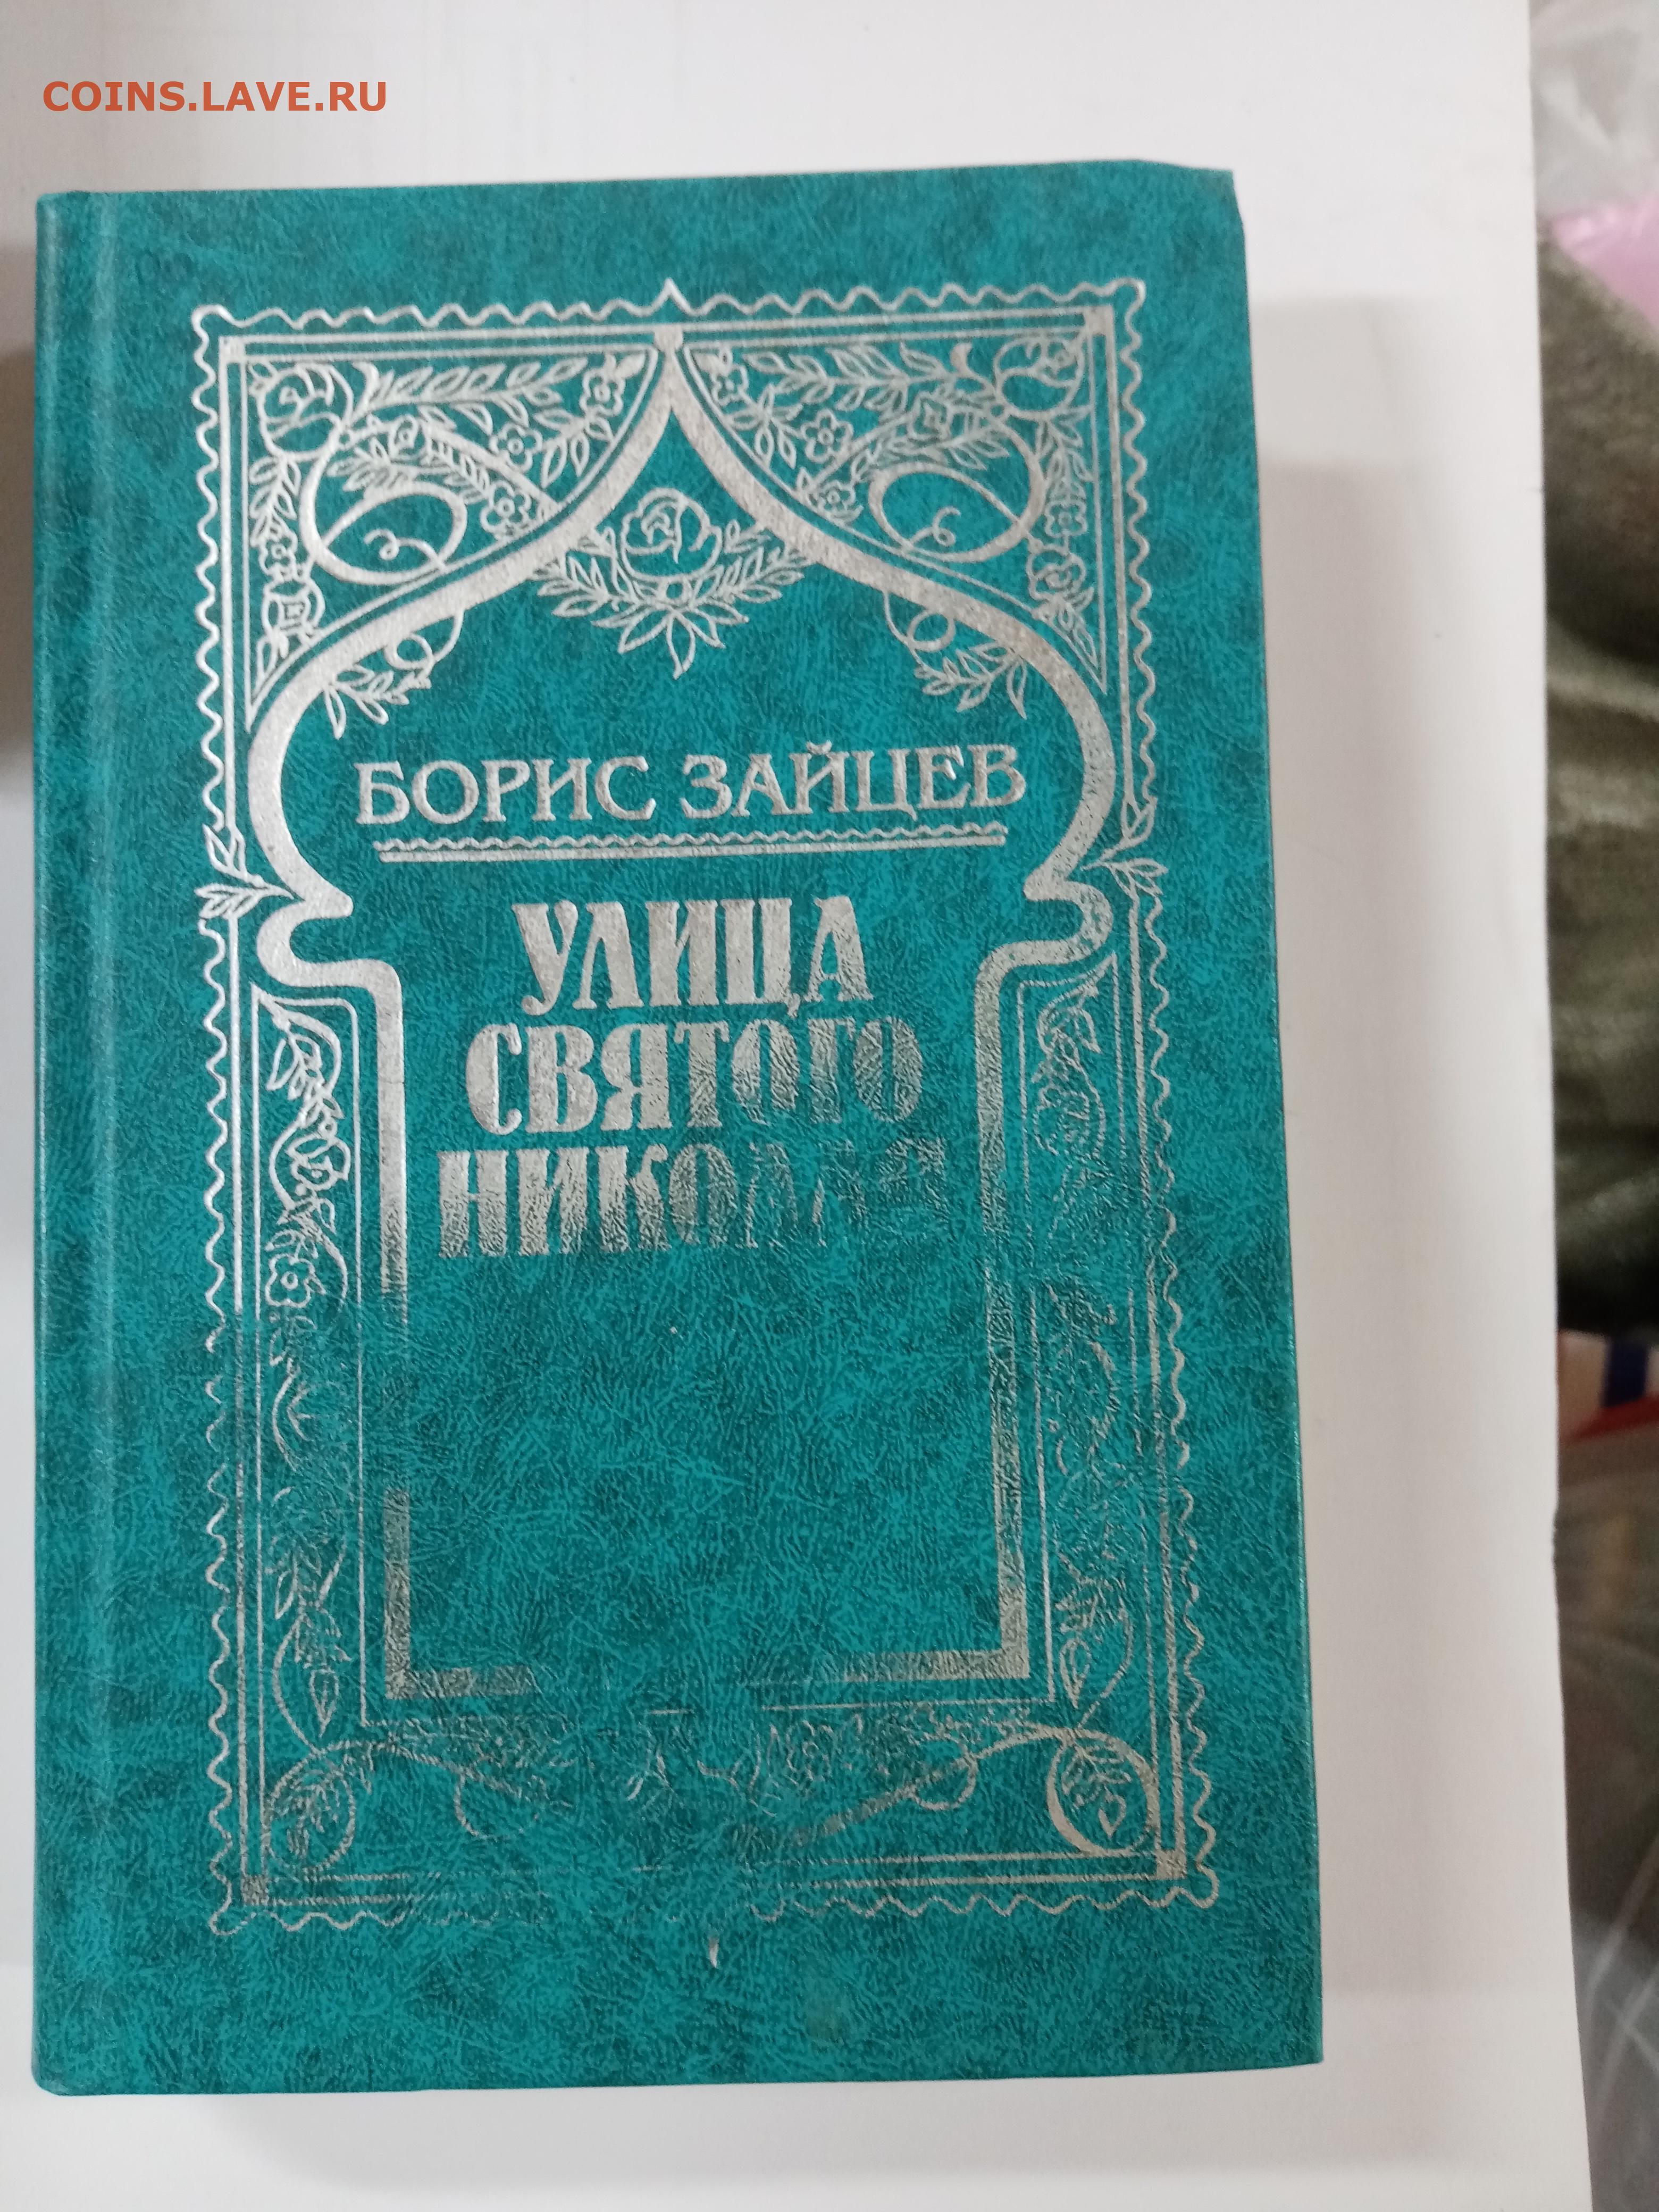 COINS.LAVE.RU
БОРИС ЗАЙЦЕВ
УЛИЦА
СВЯТОГО
НИКОЛАЯ